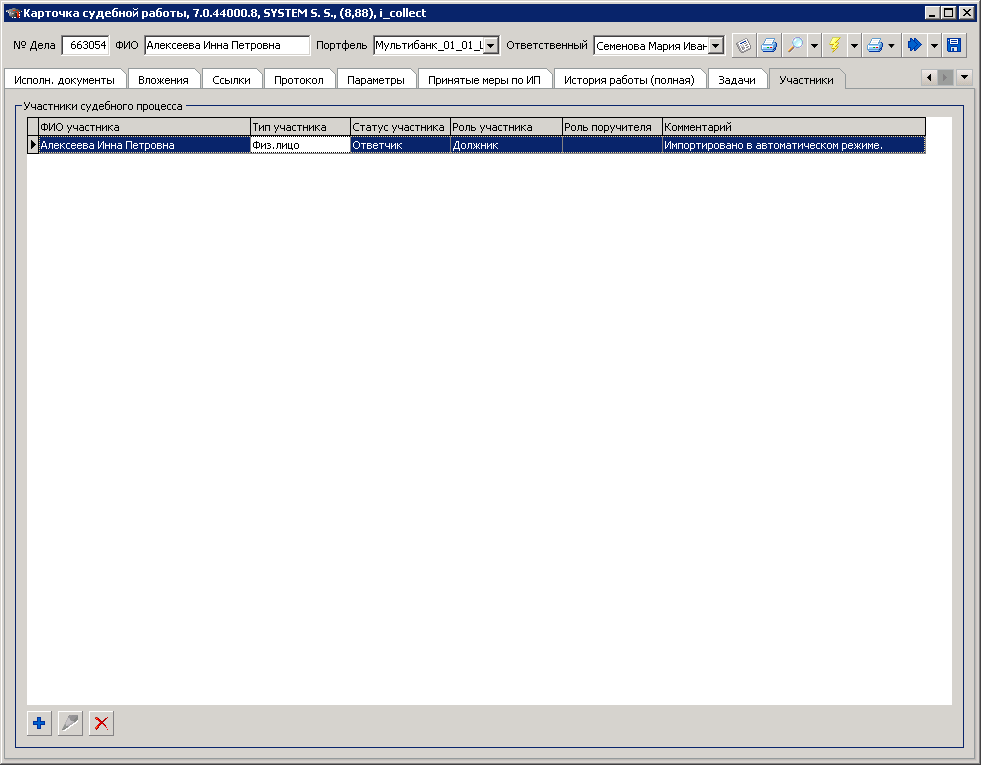 Карточка судебной работы, 7.0.44000.8, SYSTEM S. S., (8,88), i_collect
№ Дела 663054 ФИО Алексеева Инна Петровна Портфель Мультибанк_01_01_L Ответственный Семенова Мария Иван
Исполн. документы Вложения Ссылки Протокол Параметры Принятые меры по ИП История работы (полная) Задачи Участники
Участники судебного процесса
ФИО участника Тип участника Статус участника Роль участника Роль поручителя Комментарий
Алексеева Инна Петровна Физ.лицо Ответчик Должник Импортировано в автоматическом режиме.